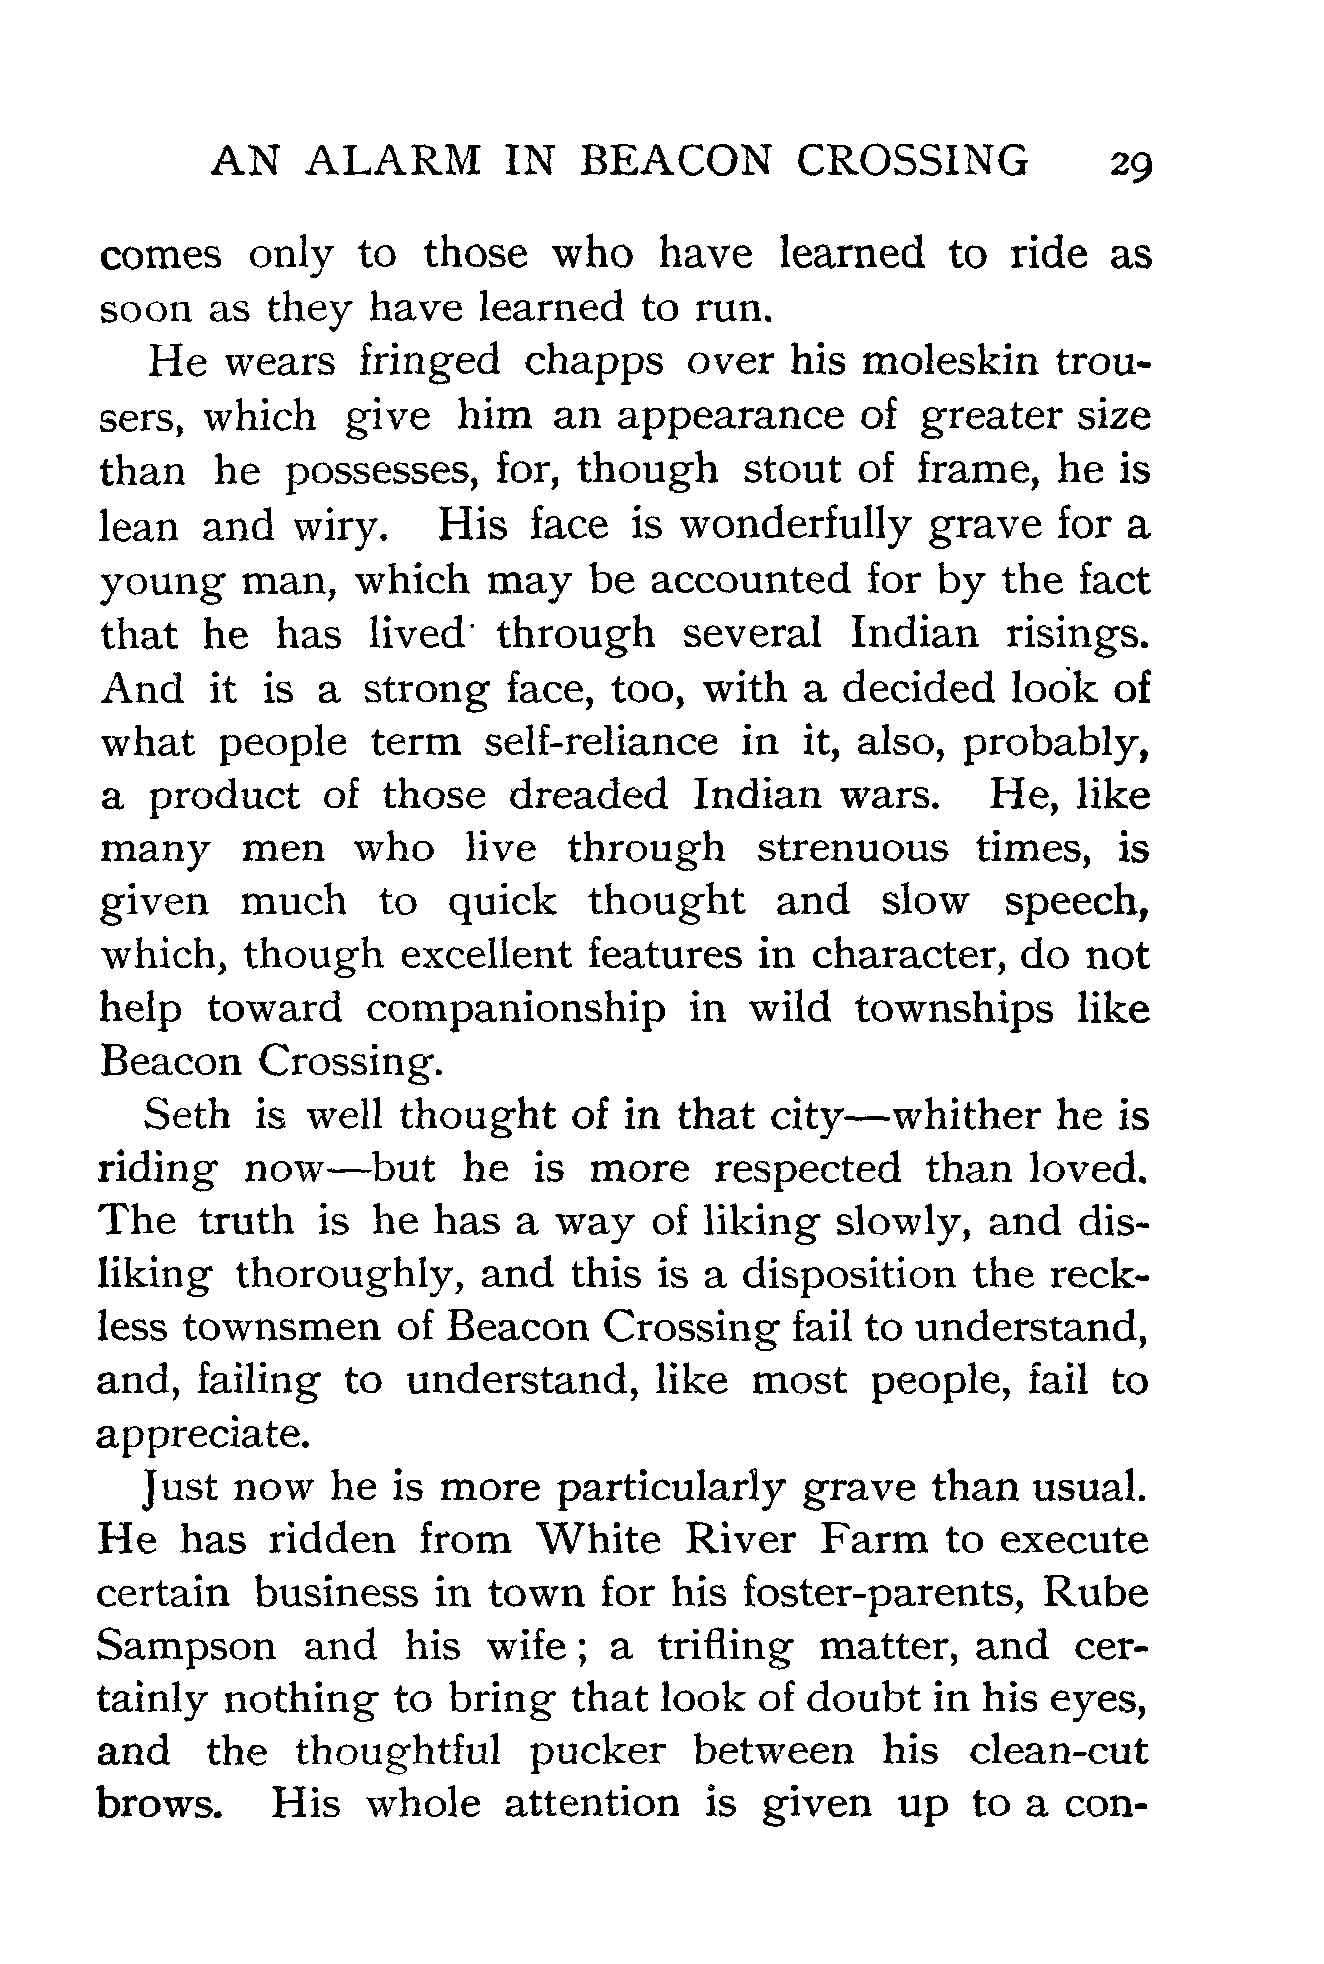 AN ALARM IN BEACON CROSSING 29
comes only to those who have learned to ride as
soon as they have learned to run.
He wears fringed chapps over his moleskin trou-
sers, which give him an appearance of greater size
than he possesses, for, though stout of frame, he is
lean and wiry. His face is wonderfully grave for a
young man, which may be accounted for by the fact
that he has lived through several Indian risings.
And it is a strong face, too, with a decided look of
what people term self-reliance in it, also, probably,
a product of those dreaded Indian wars. He, like
many men who live through strenuous times, is
given much to quick thought and slow speech,
which, though excellent features in character, do not
help toward companionship in wild townships like
Beacon Crossing.
Seth is well thought of in that city—whither he is
riding now—but he is more respected than loved.
The truth is he has a way of liking slowly, and dis-
liking thoroughly, and this is a disposition the reck-
less townsmen of Beacon Crossing fail to understand,
and, failing to understand, like most people, fail to
appreciate.
Just now he is more particularly grave than usual.
He has ridden from White River Farm to execute
certain business in town for his foster-parents, Rube
Sampson and his wife; a trifling matter, and cer-
tainly nothing to bring that look of doubt in his eyes,
and the thoughtful pucker between his clean-cut
brows. His whole attention is given up to a con-